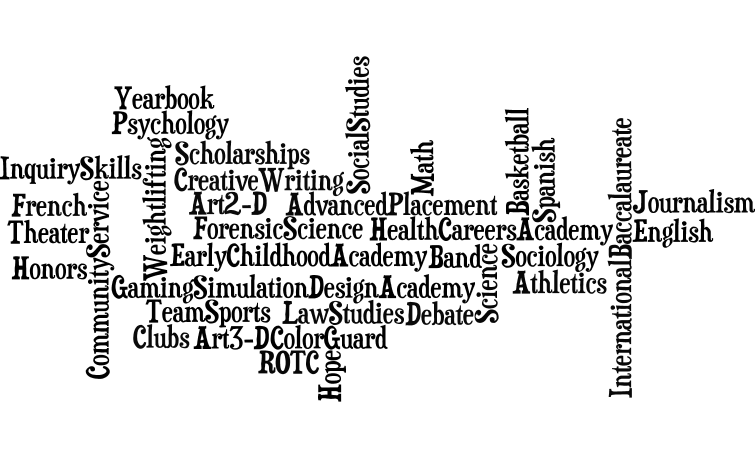 Yearbook
Psychology
SocialStudies
Math
Basketball
Spanish
InternationalBaccalaureate
InquirySkills
Weightlifting
Scholarships
CreativeWriting
French
CommunityService
Art2-D
AdvancedPlacement
Journalism
Theater
ForensicScience
HealthCareersAcademy
English
Honors
EarlyChildhoodAcademy
Band
Science
Sociology
GamingSimulationDesignAcademy
Athletics
TeamSports
LawStudies
Debate
Clubs
Art3-D
ColorGuard
ROTC
Hope